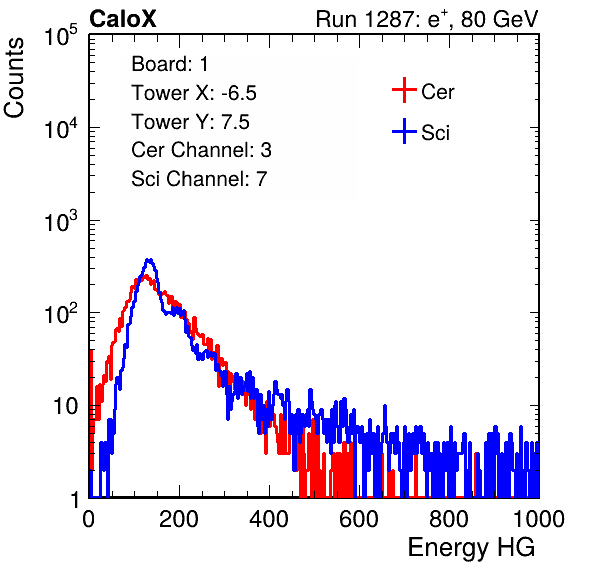 CaloX Run 1287: e⁺, 80 GeV
Counts
10⁵
10⁴
10³
10²
10
1
Board: 1
Tower X: -6.5
Tower Y: 7.5
Cer Channel: 3
Sci Channel: 7
Cer
Sci
0 200 400 600 800 1000
Energy HG